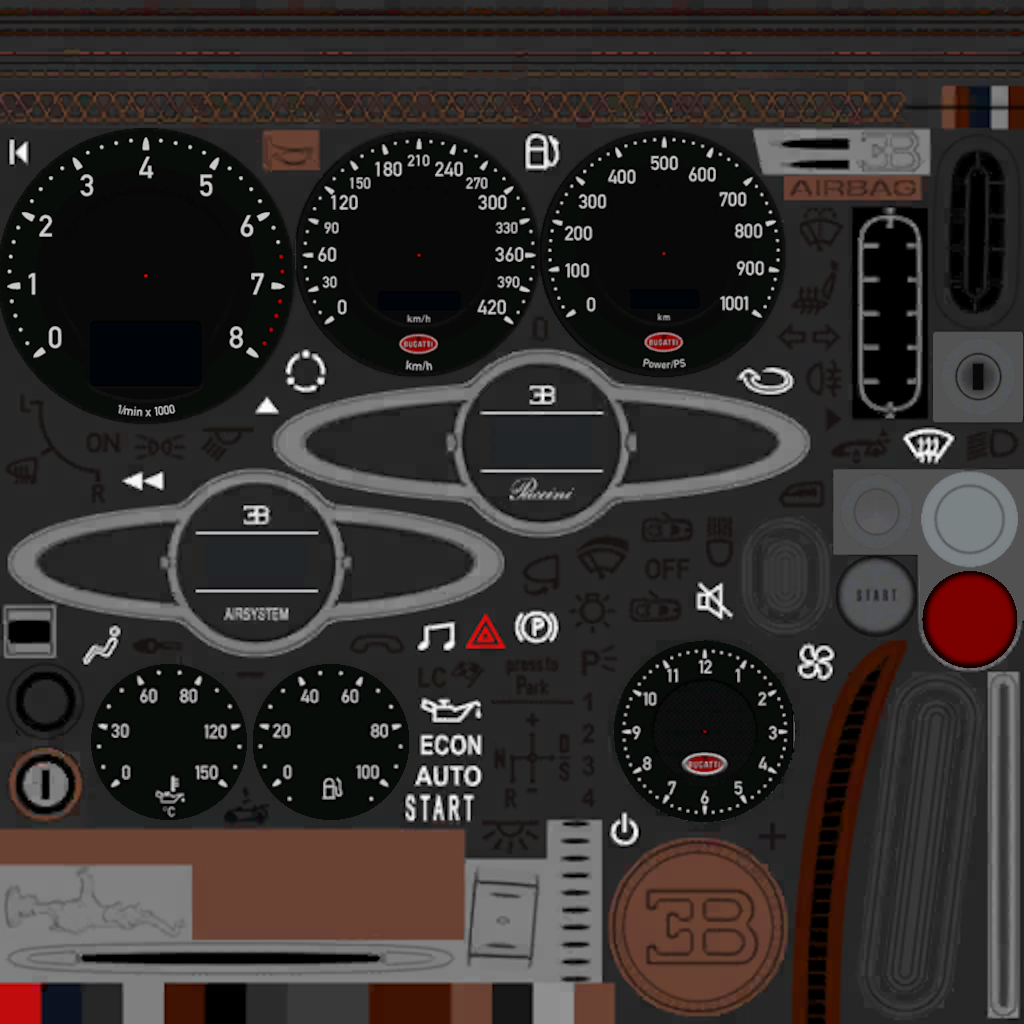 AIRBAG
4
3
5
2
6
1
7
0
8
1/min x 1000
210
180
240
150
270
120
300
90
330
60
360
30
390
0
420
km/h
BUGATTI
km/h
500
400
600
300
700
200
800
100
900
0
1001
km
BUGATTI
Power/PS
L
ON
R
EB
Puccini
EB
AIRSYSTEM
OFF
START
P
LC
press to
Park
P
1
2
3
4
N
D
S
R
60 80
30 120
0 150
°C
40 60
20 80
0 100
ECON
AUTO
START
12
11 1
10 2
9 3
BUGATTI
8 4
7 5
6
EB